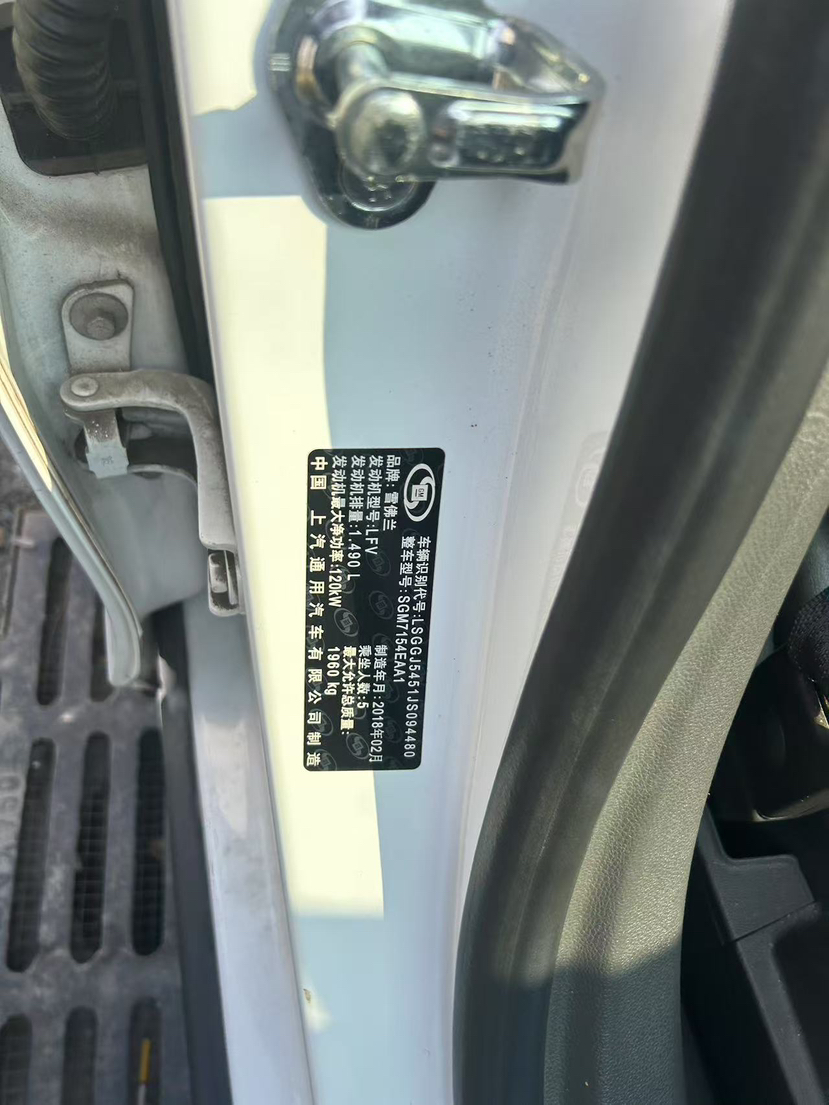 车辆识别代号:LSGGJ5451JS094480
整车型号:SGM7154EAA1
品牌:雪佛兰 制造年月:2018年02月
发动机型号:LFV 乘坐人数:5
发动机排量:1.490L 最大允许总质量:
发动机最大净功率:120kW 1960 kg
中国 上汽通用汽车有限公司制造